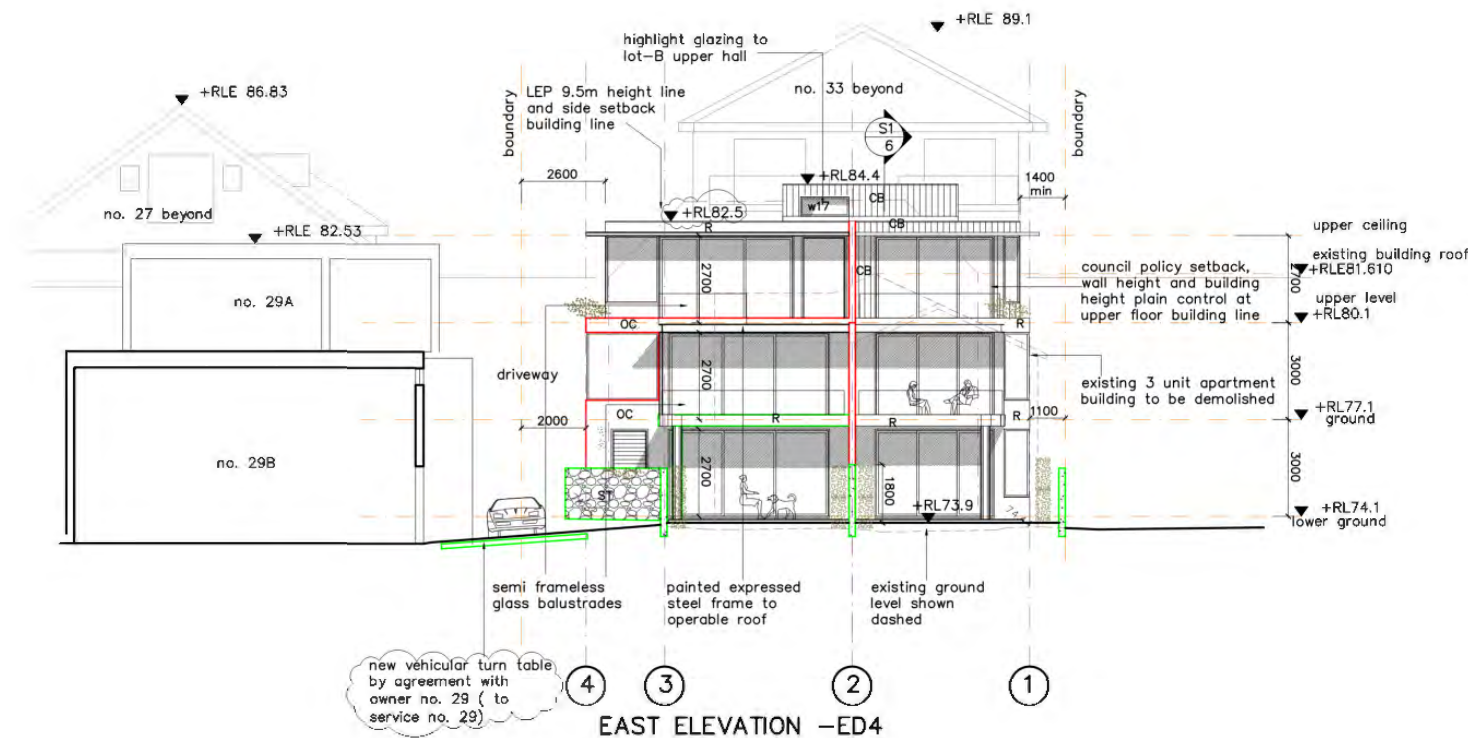 +RLE 89.1
highlight glazing to
lot-B upper hall
+RLE 86.83
LEP 9.5m height line
and side setback
building line
no. 33 beyond
boundary
boundary
S1
6
2600
+RL84.4
1400
min
CB
w17
no. 27 beyond
+RL82.5
CB
R
upper ceiling
+RLE 82.53
existing building roof
+RLE81.610
council policy setback,
wall height and building
height plain control at
upper floor building line
CB
2700
no. 29A
upper level
+RL80.1
OC
R
driveway
2700
3000
existing 3 unit apartment
building to be demolished
2000
OC
R
R
R
1100
+RL77.1
ground
no. 29B
2700
1800
3000
ST
+RL73.9
+RL74.1
lower ground
semi frameless
glass balustrades
painted expressed
steel frame to
operable roof
existing ground
level shown
dashed
new vehicular turn table
by agreement with
owner no. 29 ( to
service no. 29)
4
3
2
1
EAST ELEVATION -ED4